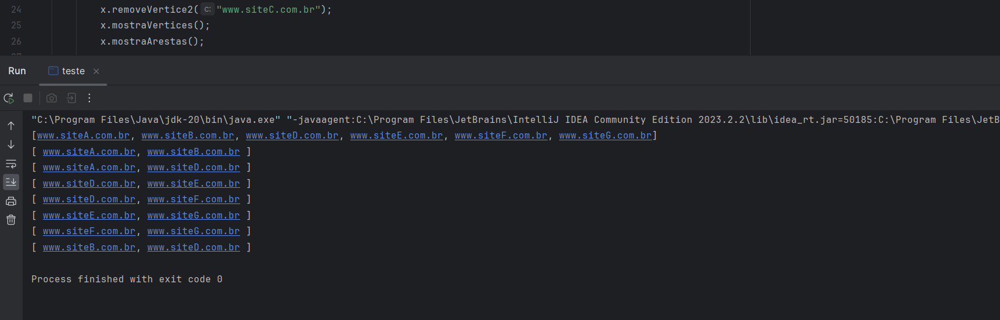 24 x.removeVertice2( c: "www.siteC.com.br");
25 x.mostraVertices();
26 x.mostraArestas();
Run teste
"C:\Program Files\Java\jdk-20\bin\java.exe" "-javaagent:C:\Program Files\JetBrains\IntelliJ IDEA Community Edition 2023.2.2\lib\idea_rt.jar=50185:C:\Program Files\JetB
[www.siteA.com.br, www.siteB.com.br, www.siteD.com.br, www.siteE.com.br, www.siteF.com.br, www.siteG.com.br]
[ www.siteA.com.br, www.siteB.com.br ]
[ www.siteA.com.br, www.siteD.com.br ]
[ www.siteD.com.br, www.siteE.com.br ]
[ www.siteD.com.br, www.siteF.com.br ]
[ www.siteE.com.br, www.siteG.com.br ]
[ www.siteF.com.br, www.siteG.com.br ]
[ www.siteB.com.br, www.siteD.com.br ]
Process finished with exit code 0